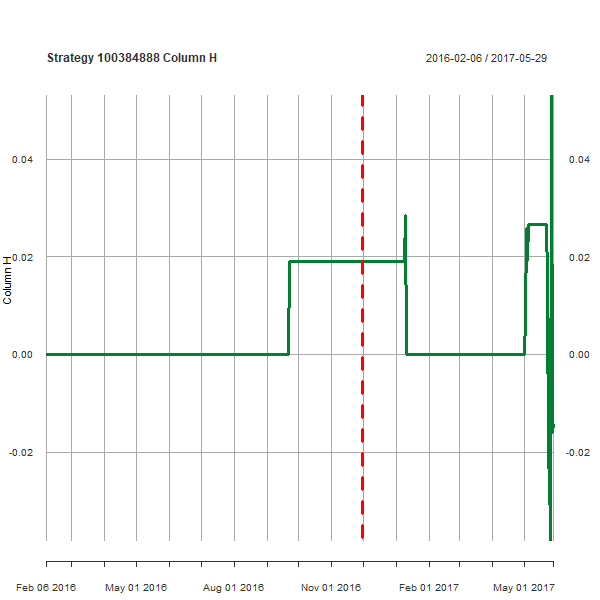 Strategy 100384888 Column H
2016-02-06 / 2017-05-29
0.04 0.04
0.02 0.02
Column H
0.00 0.00
-0.02 -0.02
Feb 06 2016 May 01 2016 Aug 01 2016 Nov 01 2016 Feb 01 2017 May 01 2017